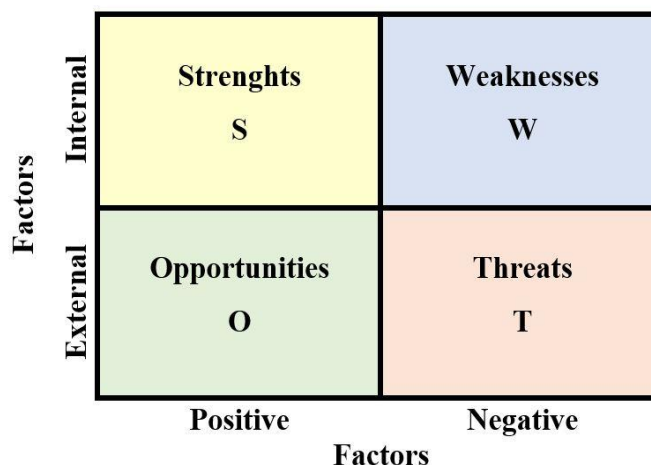 Factors
Internal
Strenghts
S
Weaknesses
W
External
Opportunities
O
Threats
T
Positive
Negative
Factors